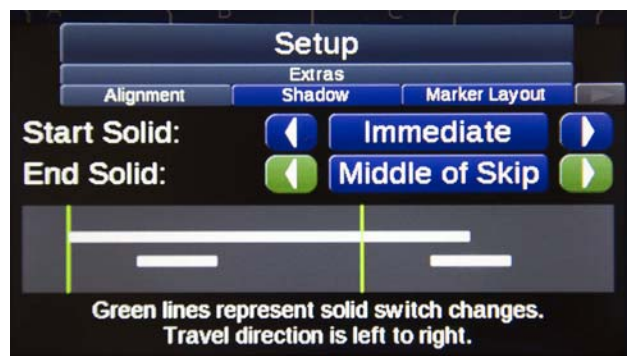 Setup
Extras
Alignment Shadow Marker Layout
Start Solid: Immediate
End Solid: Middle of Skip
Green lines represent solid switch changes.
Travel direction is left to right.